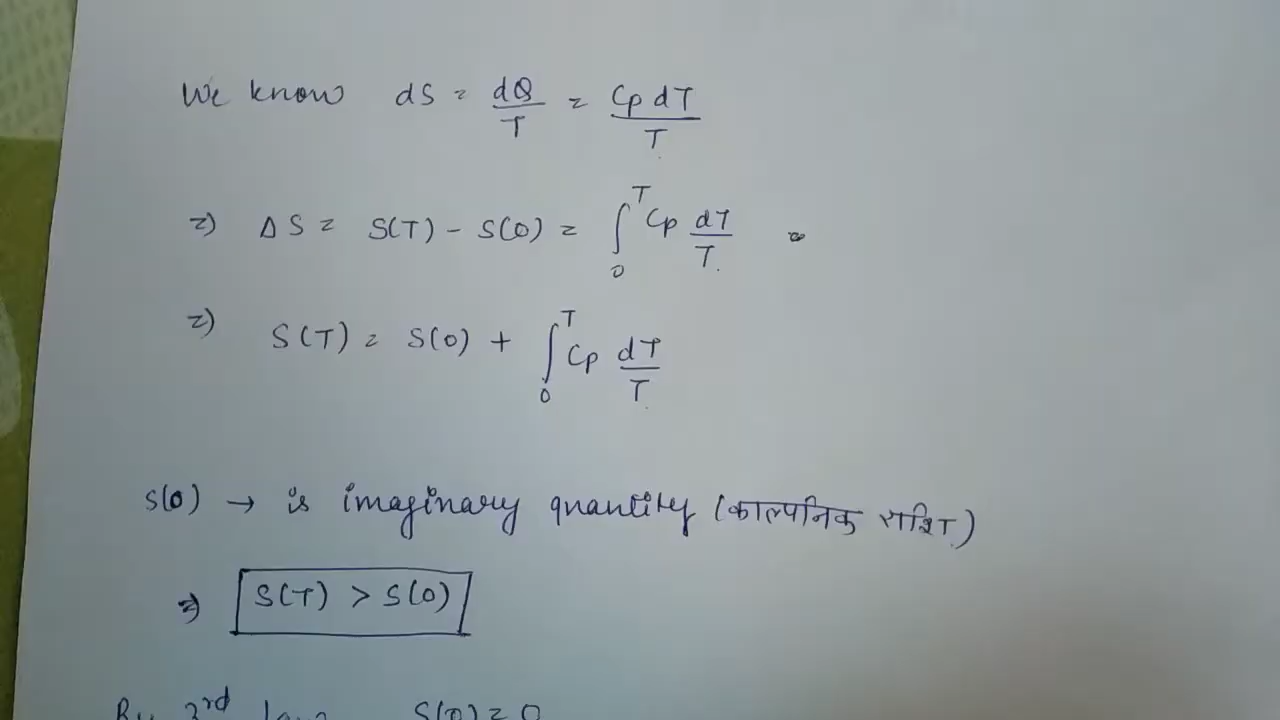 We know dS = dQ/T = Cp dT/T
=) ΔS = S(T) - S(0) = ∫₀ᵀ Cp dT/T =
=) S(T) = S(0) + ∫₀ᵀ Cp dT/T
S(0) → is imaginary quantity (काल्पनिक राशि)
⇒ S(T) > S(0)
By 3rd law S(0) = 0